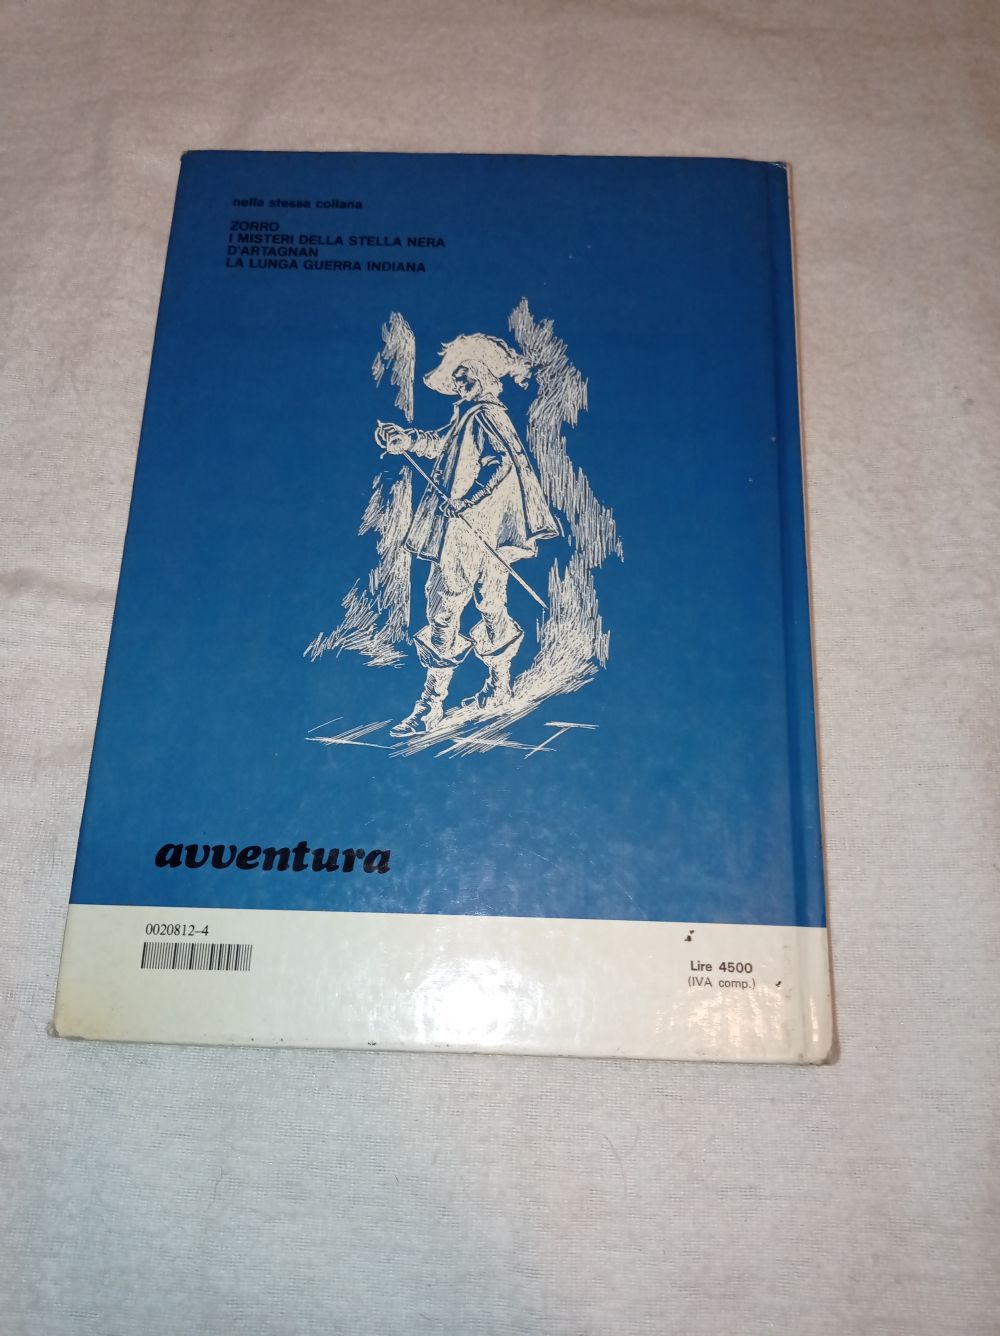 nella stessa collana
ZORRO
I MISTERI DELLA STELLA NERA
D'ARTAGNAN
LA LUNGA GUERRA INDIANA
avventura
0020812-4
Lire 4500
(IVA comp.)